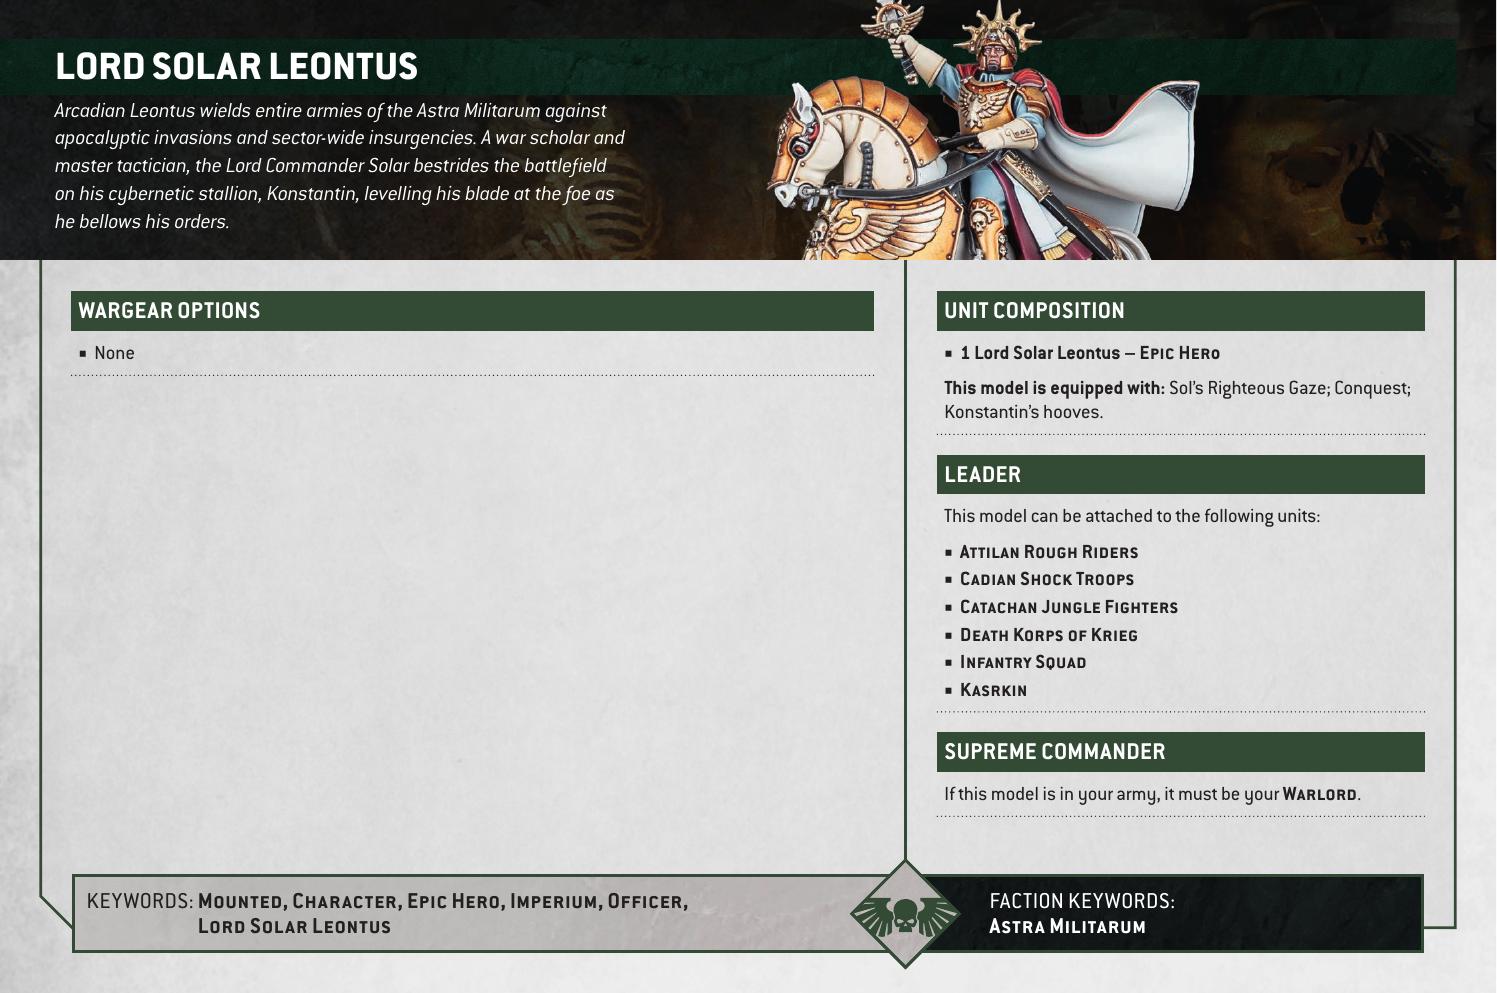 LORD SOLAR LEONTUS
Arcadian Leontus wields entire armies of the Astra Militarum against
apocalyptic invasions and sector-wide insurgencies. A war scholar and
master tactician, the Lord Commander Solar bestrides the battlefield
on his cybernetic stallion, Konstantin, levelling his blade at the foe as
he bellows his orders.
WARGEAR OPTIONS
▪ None
UNIT COMPOSITION
▪ 1 Lord Solar Leontus – Epic Hero
This model is equipped with: Sol’s Righteous Gaze; Conquest;
Konstantin’s hooves.
LEADER
This model can be attached to the following units:
▪ Attilan Rough Riders
▪ Cadian Shock Troops
▪ Catachan Jungle Fighters
▪ Death Korps of Krieg
▪ Infantry Squad
▪ Kasrkin
SUPREME COMMANDER
If this model is in your army, it must be your Warlord.
KEYWORDS: Mounted, Character, Epic Hero, Imperium, Officer,
Lord Solar Leontus
FACTION KEYWORDS:
Astra Militarum